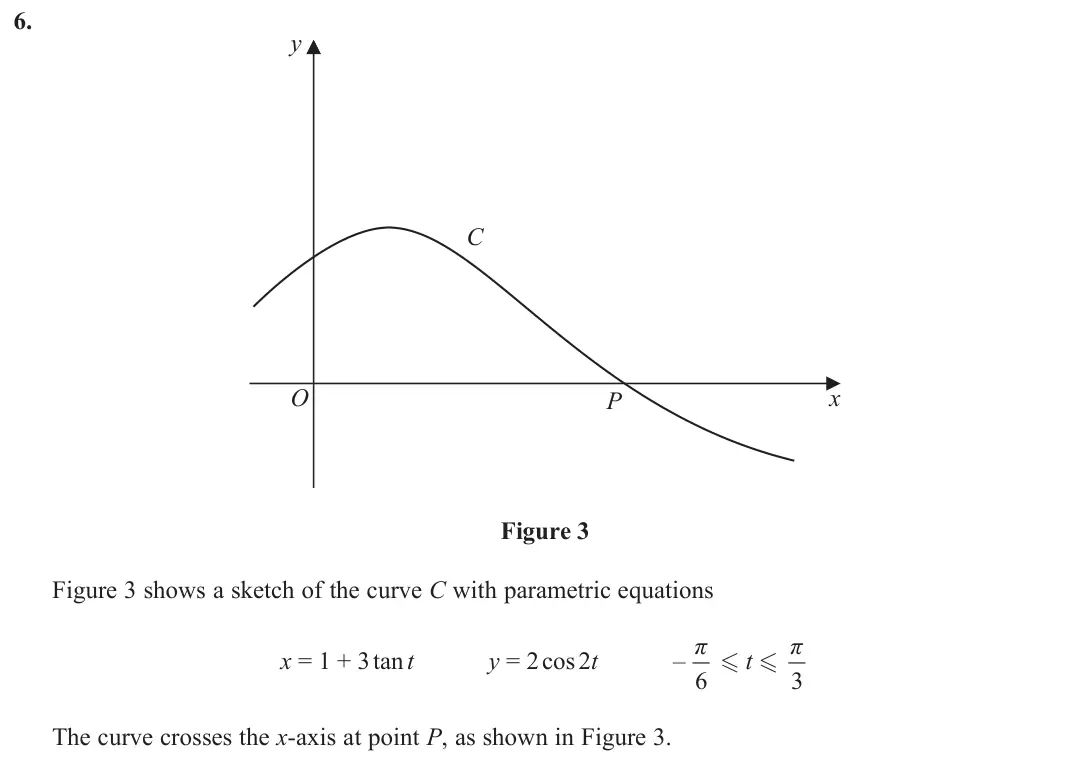 6.
y
C
O
P
x
Figure 3
Figure 3 shows a sketch of the curve C with parametric equations
x = 1 + 3 tan t y = 2 cos 2t −π/6 ⩽ t ⩽ π/3
The curve crosses the x-axis at point P, as shown in Figure 3.